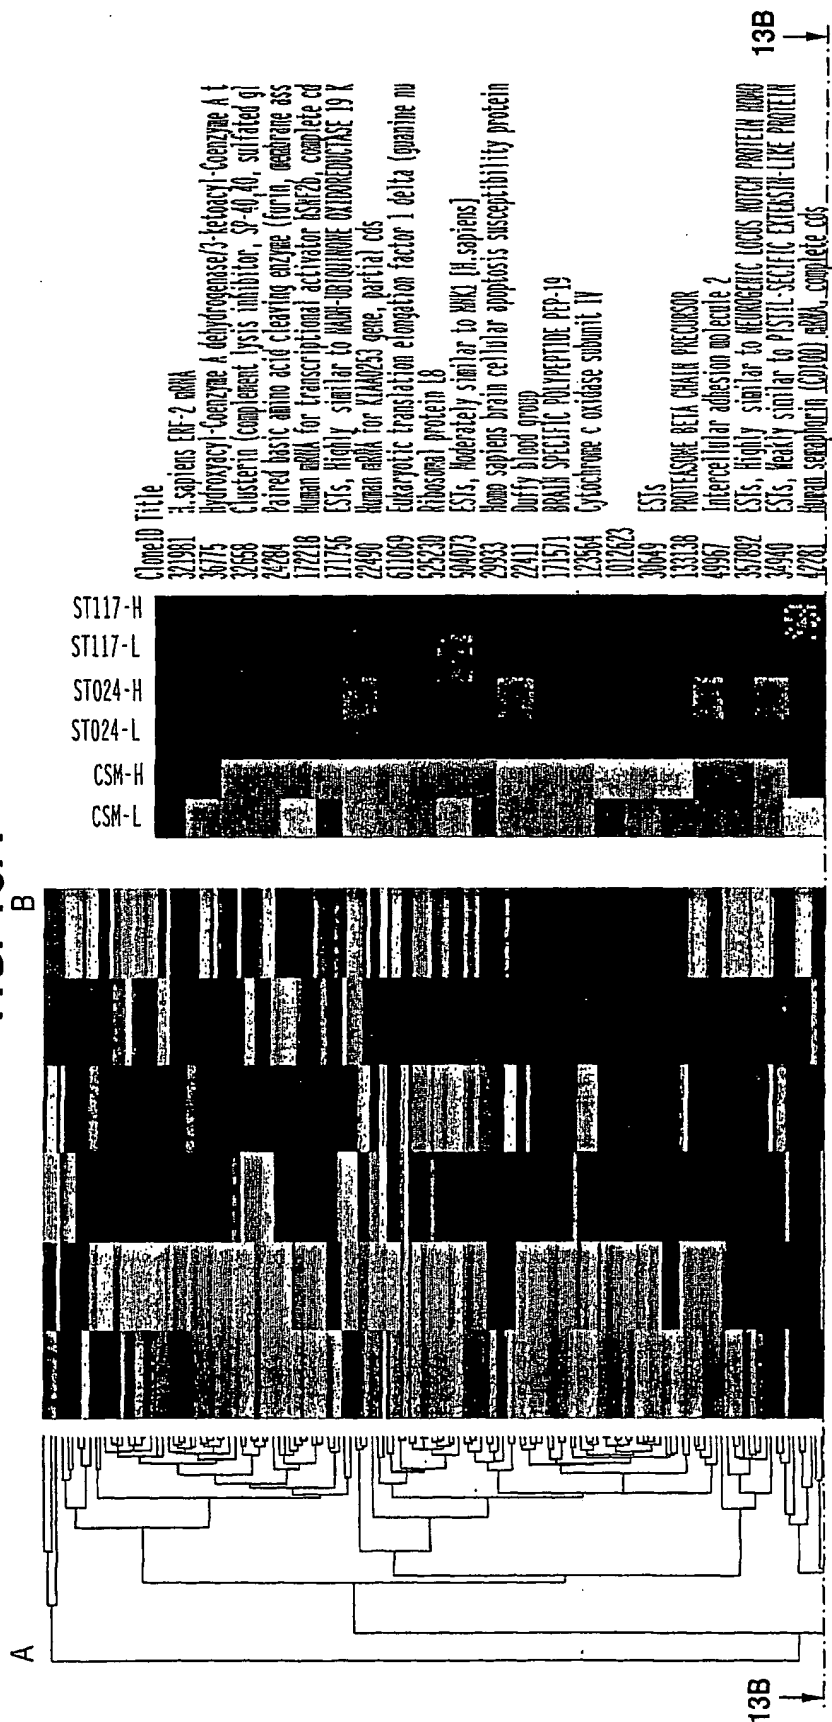 A
B
ST117-H
ST117-L
ST024-H
ST024-L
CSM-H
CSM-L
CloneID Title
321981 H.sapiens ERF-2 mRNA
36775 Hydroxyacyl-Coenzyme A dehydrogenase/3-ketoacyl-Coenzyme A t
32658 Clusterin (complement lysis inhibitor, SP-40,40, sulfated gl
24284 Paired basic amino acid cleaving enzyme (furin, membrane ass
172218 Human mRNA for transcriptional activator hSNF2b, complete cd
171756 ESTs, Highly similar to NADH-UBIQUINONE OXIDOREDUCTASE 19 K
22490 Human mRNA for KIAA0253 gene, partial cds
611069 Eukaryotic translation elongation factor 1 delta (guanine nu
525230 Ribosomal protein L8
504073 ESTs, Moderately similar to [H.sapiens]
29933 Homo sapiens brain cellular apoptosis susceptibility protein
22411 Duffy blood group
171571 BRAIN SPECIFIC POLYPEPTIDE PEP-19
123564 Cytochrome C oxidase subunit IV
1012623
30649 ESTs
133138 PROTEASOME BETA CHAIN PRECURSOR
49967 Intercellular adhesion molecule 2
367892 ESTs, Highly similar to NEUROGENIC LOCUS NOTCH PROTEIN HOMO
34940 ESTs, Weakly similar to PISTIL-SECIFIC EXTENSIN-LIKE PROTEIN
42281 Human semaphorin (CD100) mRNA, complete cds
13B
13B